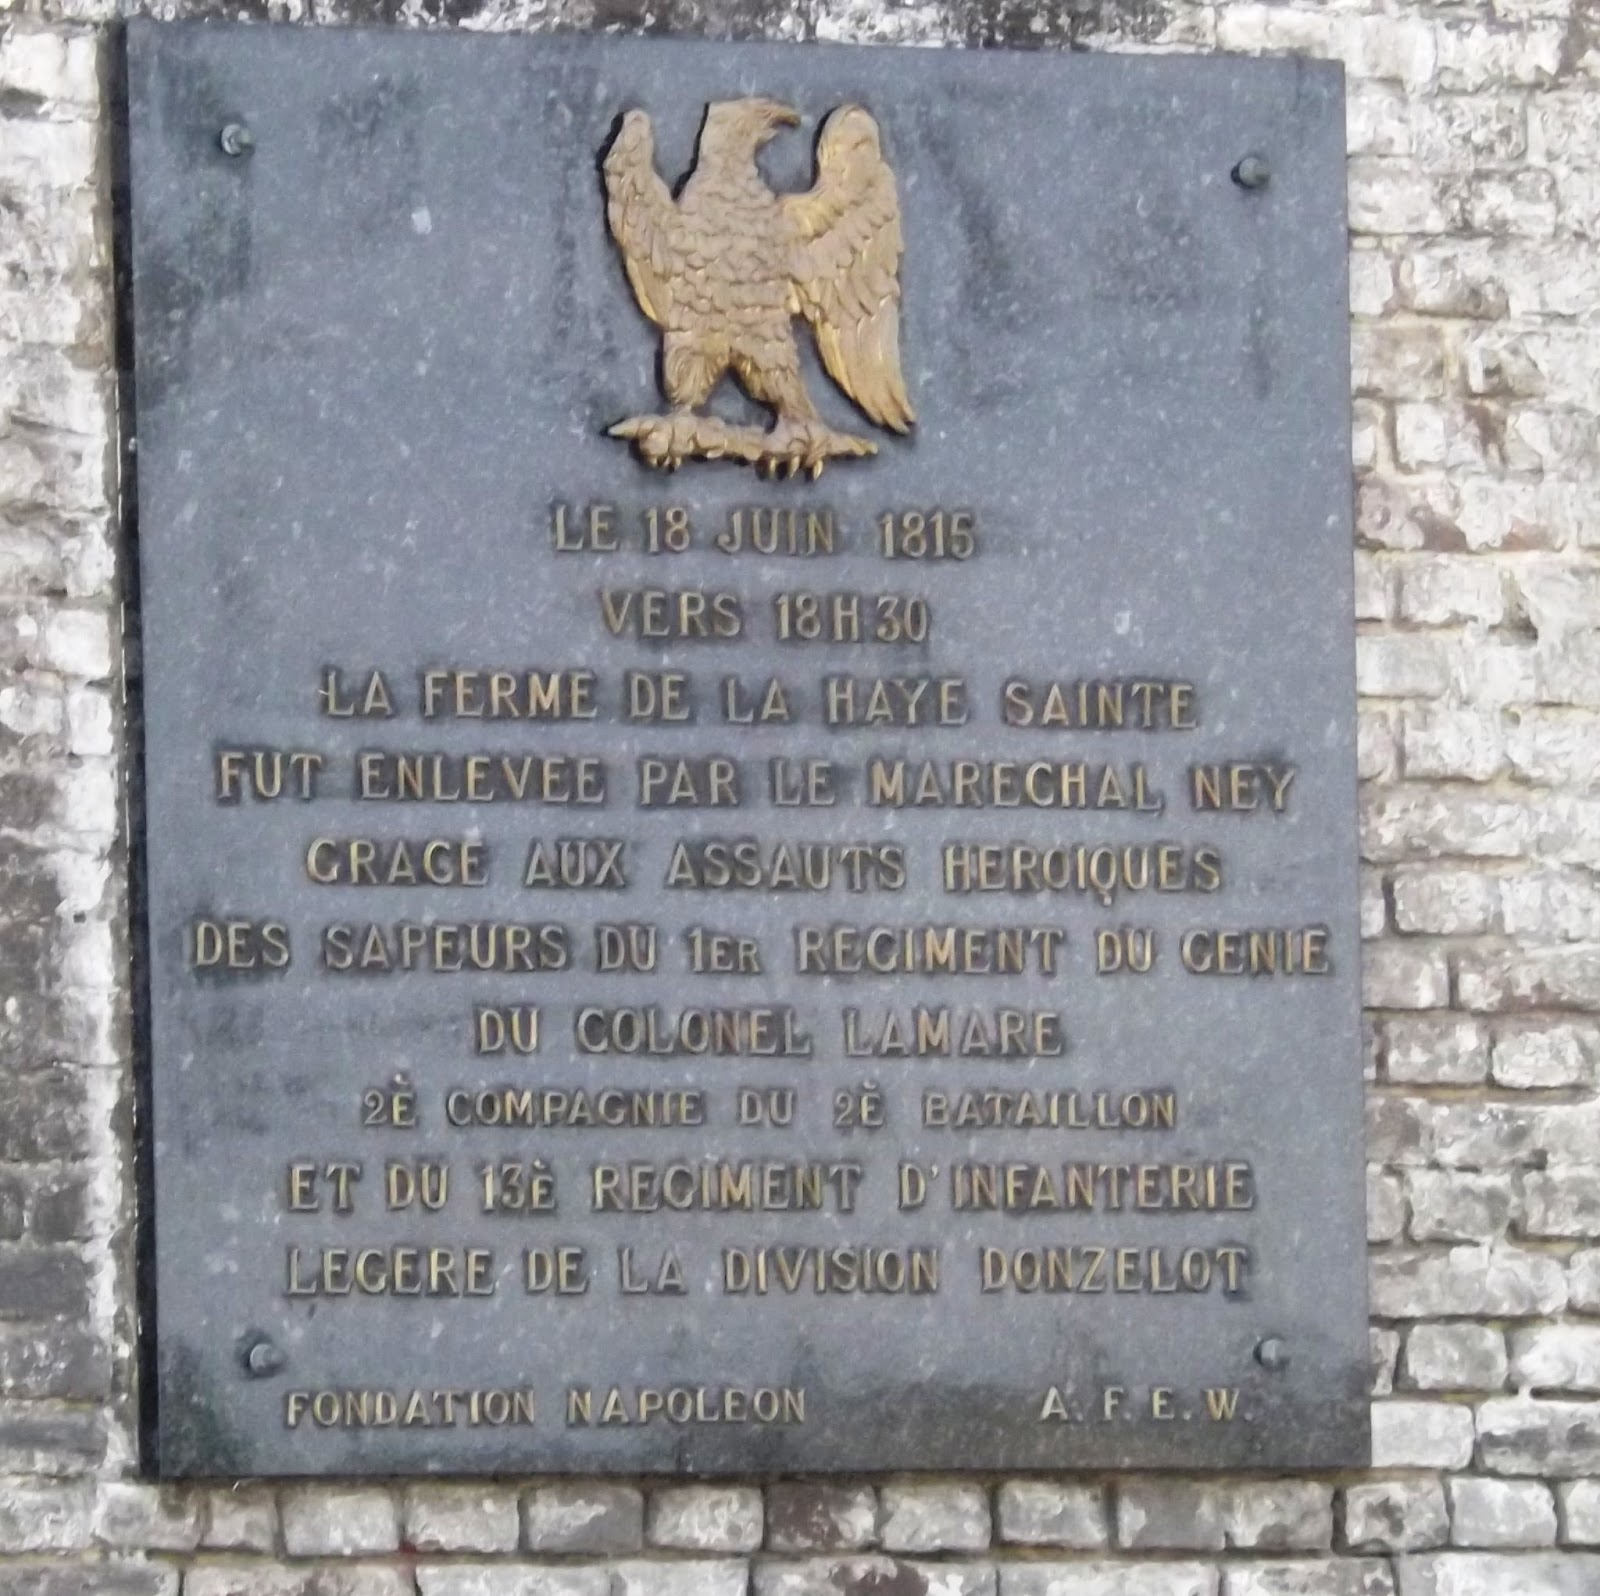 LE 18 JUIN 1815
VERS 18H30
LA FERME DE LA HAYE SAINTE
FUT ENLEVEE PAR LE MARECHAL NEY
GRACE AUX ASSAUTS HEROIQUES
DES SAPEURS DU 1ER REGIMENT DU GENIE
DU COLONEL LAMARE
2È COMPAGNIE DU 2È BATAILLON
ET DU 13È REGIMENT D'INFANTERIE
LEGERE DE LA DIVISION DONZELOT
FONDATION NAPOLEON A. F. E. W.